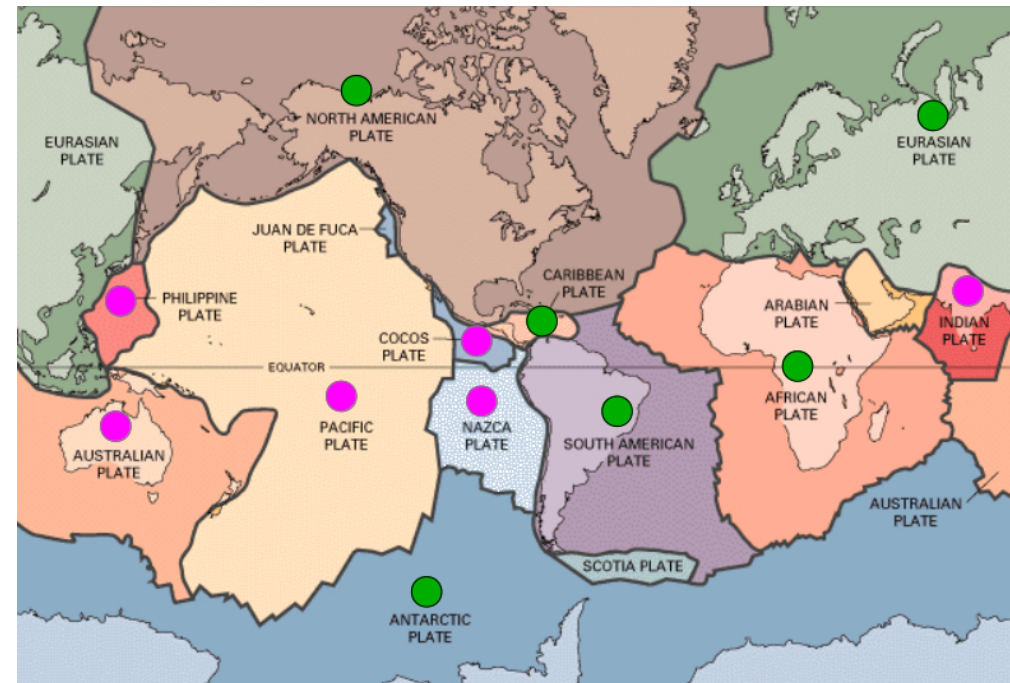 NORTH AMERICAN
PLATE
EURASIAN
PLATE
EURASIAN
PLATE
JUAN DE FUCA
PLATE
CARIBBEAN
PLATE
PHILIPPINE
PLATE
ARABIAN
PLATE
INDIAN
PLATE
COCOS
PLATE
EQUATOR
AFRICAN
PLATE
PACIFIC
PLATE
NAZCA
PLATE
SOUTH AMERICAN
PLATE
AUSTRALIAN
PLATE
AUSTRALIAN
PLATE
SCOTIA PLATE
ANTARCTIC
PLATE